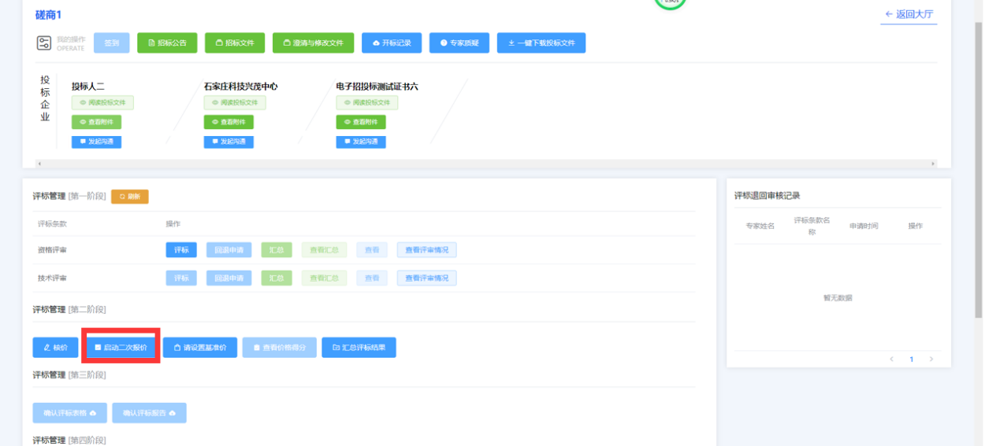 磋商1
← 返回大厅
我的操作
OPERATE
签到
招标公告
招标文件
澄清与修改文件
开标记录
专家质疑
一键下载投标文件
投标企业
投标人二
石家庄科技兴茂中心
电子招投标测试证书六
阅读投标文件
阅读投标文件
阅读投标文件
查看附件
查看附件
查看附件
发起沟通
发起沟通
发起沟通
评标管理 [第一阶段] 刷新
评标条款 操作
资格评审 评标 回退申请 汇总 查看汇总 查看 查看评审情况
技术评审 评标 回退申请 汇总 查看汇总 查看 查看评审情况
评标管理 [第二阶段]
核价 启动二次报价 请设置基准价 查看价格得分 汇总评标结果
评标管理 [第三阶段]
确认评标表格 确认评标报告
评标管理 [第四阶段]
评标退回审核记录
专家姓名 评标条款名称 申请时间 操作
暂无数据
< 1 >